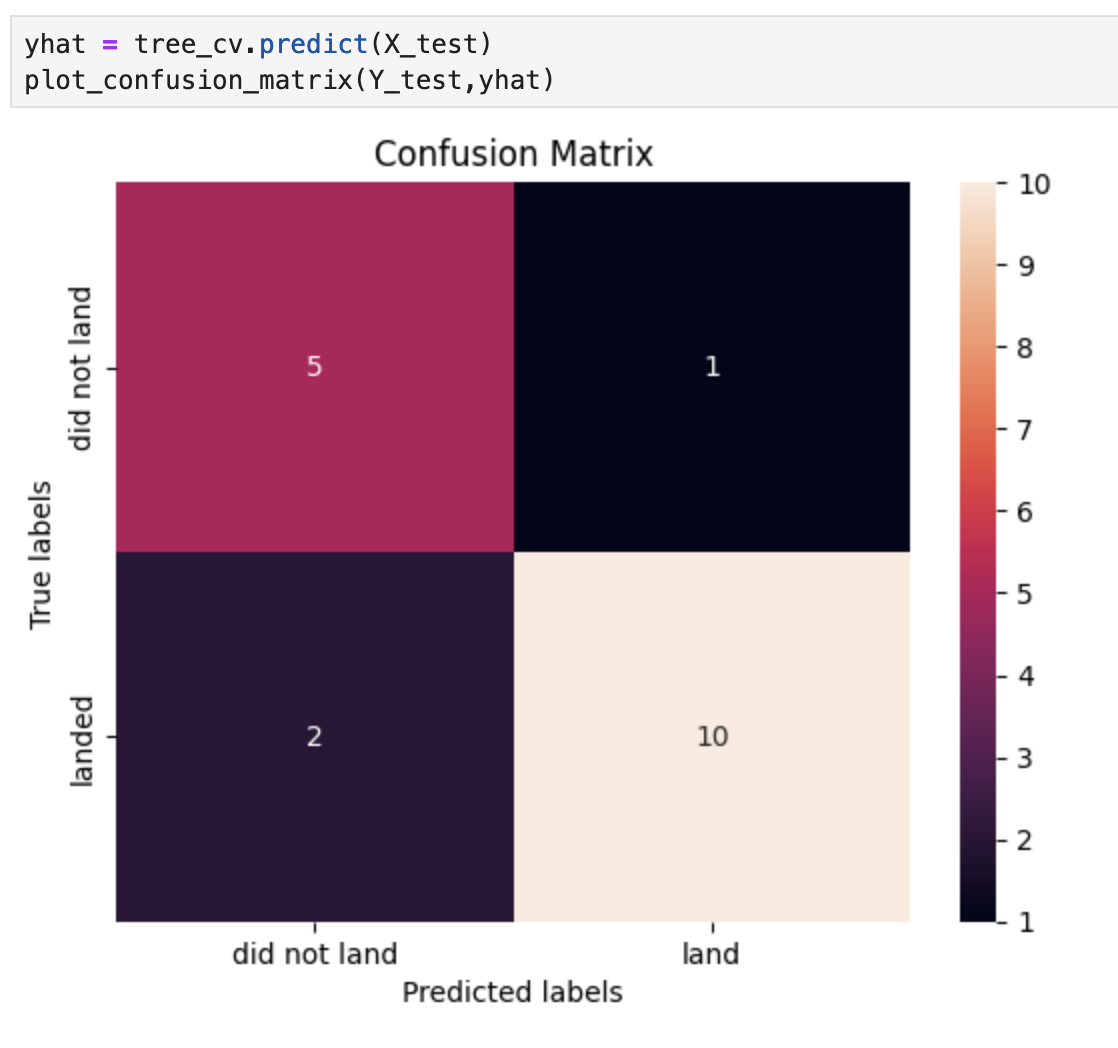 yhat = tree_cv.predict(X_test)
plot_confusion_matrix(Y_test,yhat)
Confusion Matrix
True labels
did not land
landed
5
1
2
10
did not land
land
Predicted labels
10
9
8
7
6
5
4
3
2
1